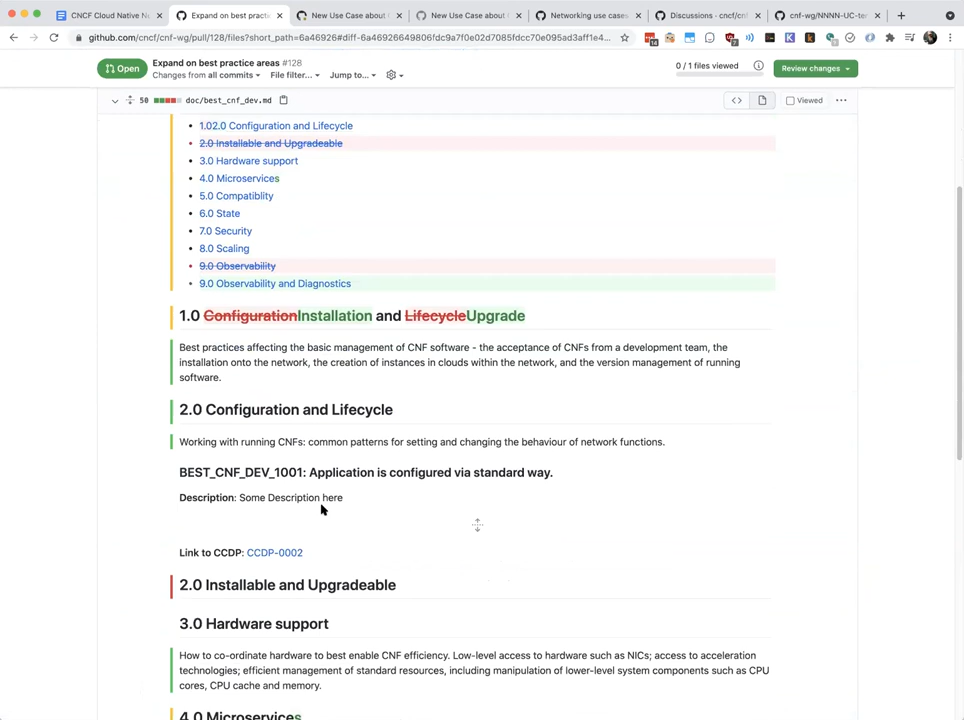 CNCF Cloud Native N
Expand on best practi
New Use Case about
New Use Case about
Networking use cases
Discussions - cncf/cnf
cnf-wg/NNNN-UC-ten
github.com/cncf/cnf-wg/pull/128/files?short_path=6a46926#diff-6a46926649806fdc9a7f0e02d7085fdcc70e095ad3aff1e4...
Open
Expand on best practice areas #128
Changes from all commits
File filter...
Jump to...
0 / 1 files viewed
Review changes
50
doc/best_cnf_dev.md
Viewed
1.02.0 Configuration and Lifecycle
2.0 Installable and Upgradeable
3.0 Hardware support
4.0 Microservices
5.0 Compatiblity
6.0 State
7.0 Security
8.0 Scaling
9.0 Observability
9.0 Observability and Diagnostics
1.0 ConfigurationInstallation and LifecycleUpgrade
Best practices affecting the basic management of CNF software - the acceptance of CNFs from a development team, the
installation onto the network, the creation of instances in clouds within the network, and the version management of running
software.
2.0 Configuration and Lifecycle
Working with running CNFs: common patterns for setting and changing the behaviour of network functions.
BEST_CNF_DEV_1001: Application is configured via standard way.
Description: Some Description here
Link to CCDP: CCDP-0002
2.0 Installable and Upgradeable
3.0 Hardware support
How to co-ordinate hardware to best enable CNF efficiency. Low-level access to hardware such as NICs; access to acceleration
technologies; efficient management of standard resources, including manipulation of lower-level system components such as CPU
cores, CPU cache and memory.
4.0 Microservices